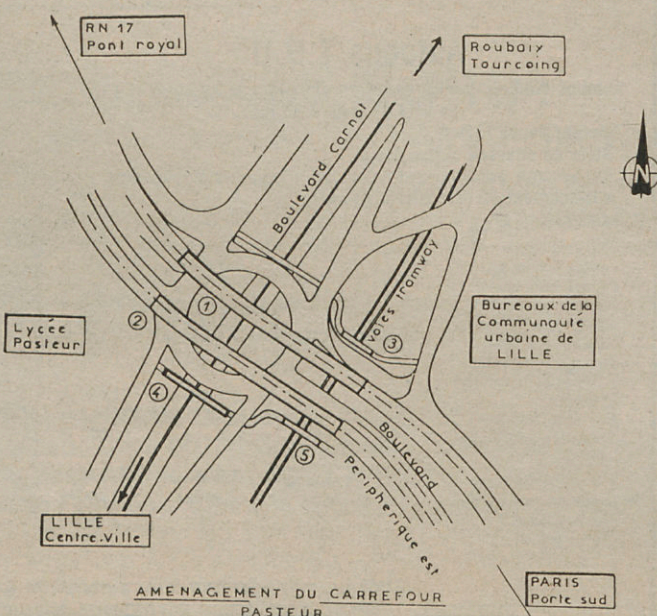 RN 17
Pont royal
Roubaix
Tourcoing
Boulevard Carnot
N
voies tramway
1
2
3
Lycée
Pasteur
Bureaux de la
Communauté
urbaine de
LILLE
4
5
Boulevard
Peripherique est
LILLE
Centre.Ville
AMENAGEMENT DU CARREFOUR
PASTEUR
PARIS
Porte sud